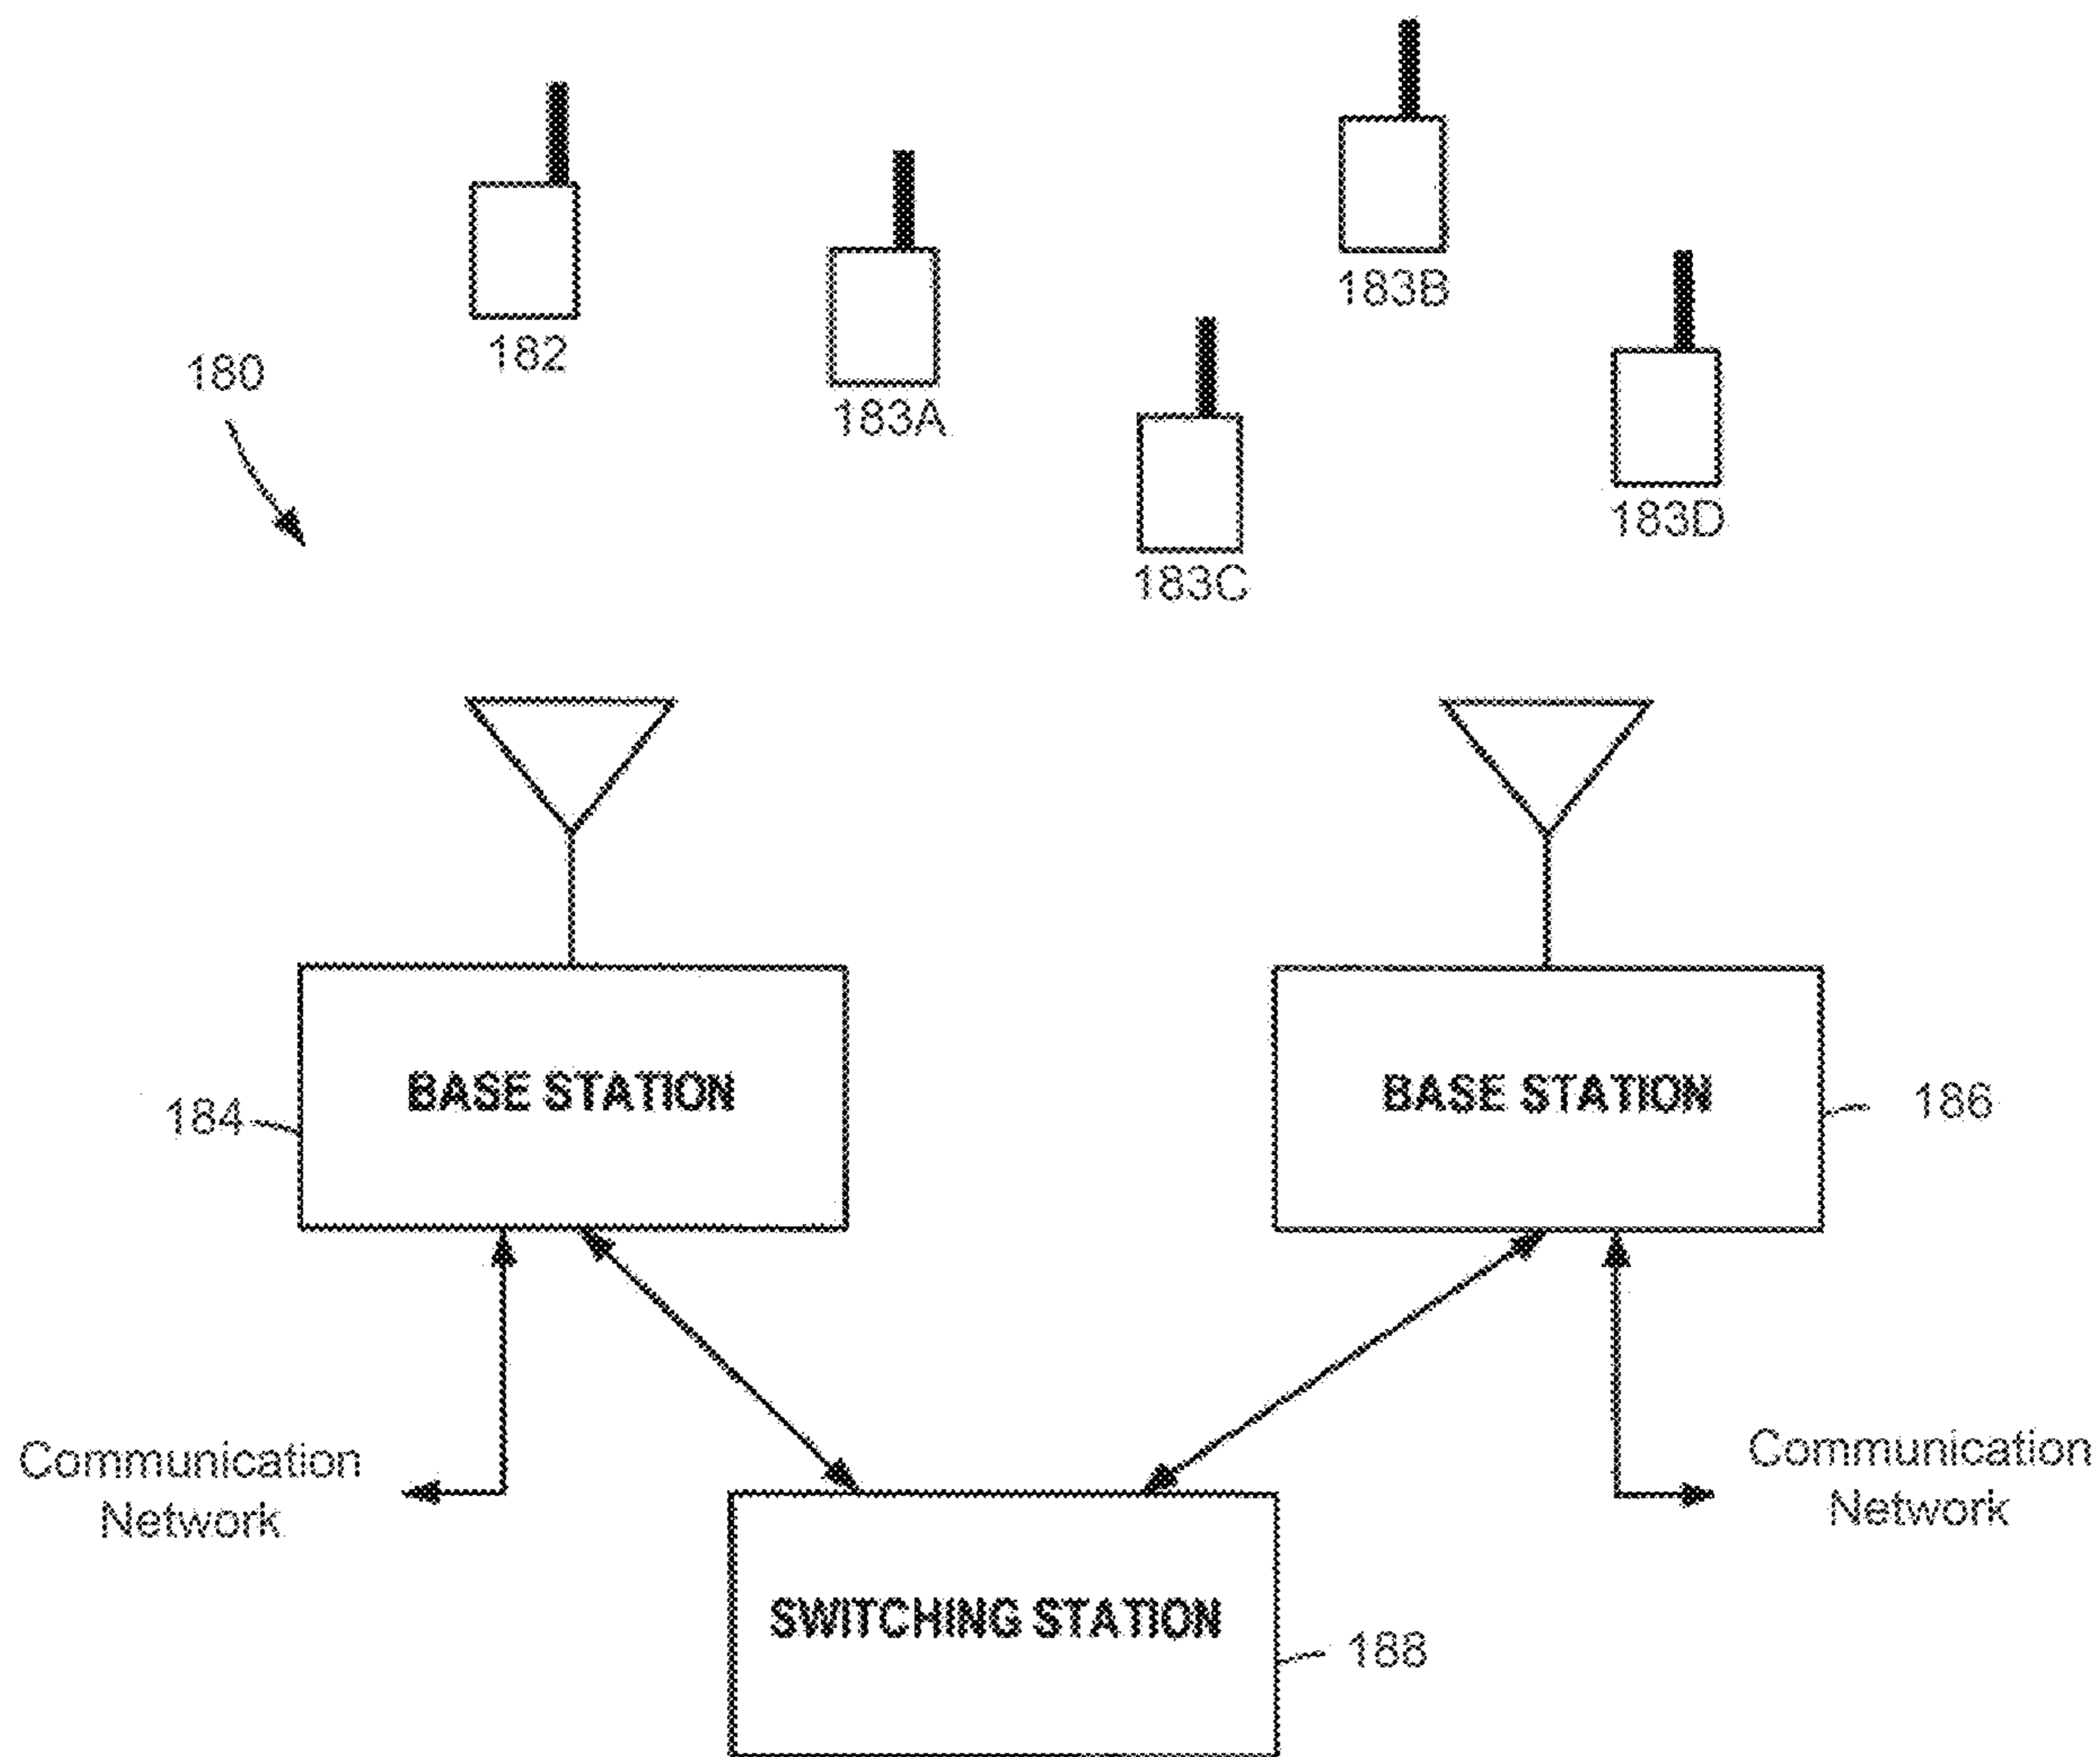 183B
182
180
183A
183D
183C
BASE STATION
BASE STATION
184
186
Communication
Network
Communication
Network
SWITCHING STATION
188